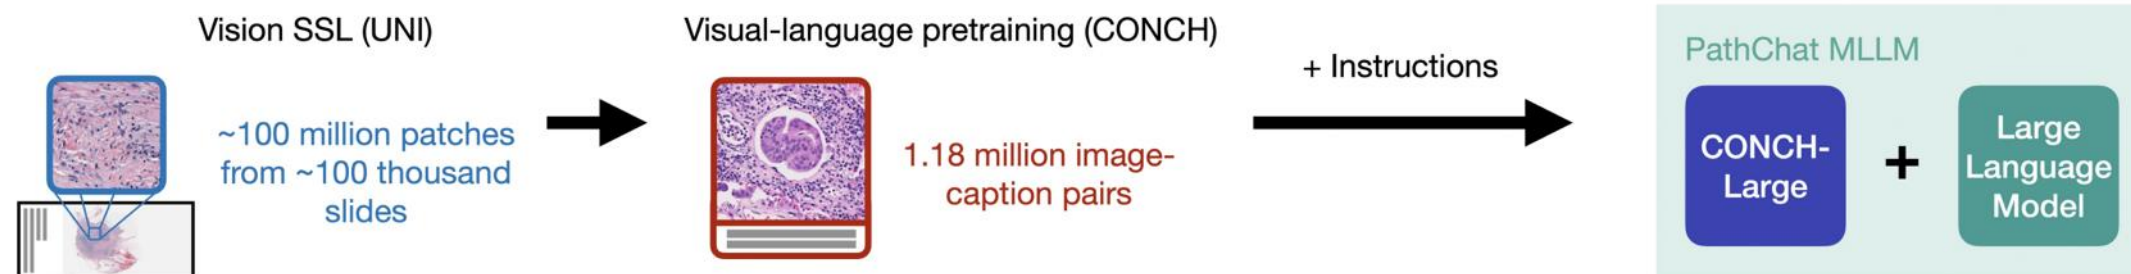 Vision SSL (UNI)
~100 million patches
from ~100 thousand
slides
Visual-language pretraining (CONCH)
1.18 million image-
caption pairs
+ Instructions
PathChat MLLM
CONCH-
Large
+
Large
Language
Model